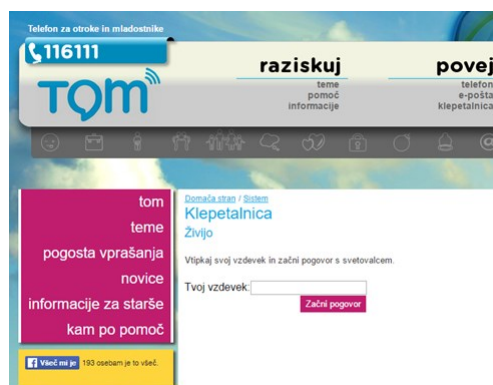 Telefon za otroke in mladostnike
116111
TOM
raziskuj
teme
pomoč
informacije
povej
telefon
e-pošta
klepetalnica
@
tom
teme
pogosta vprašanja
novice
informacije za starše
kam po pomoč
Domača stran / Sistem
Klepetalnica
Živijo
Vtipkaj svoj vzdevek in začni pogovor s svetovalcem.
Tvoj vzdevek:
Začni pogovor
f Všeč mi je 193 osebam je to všeč.